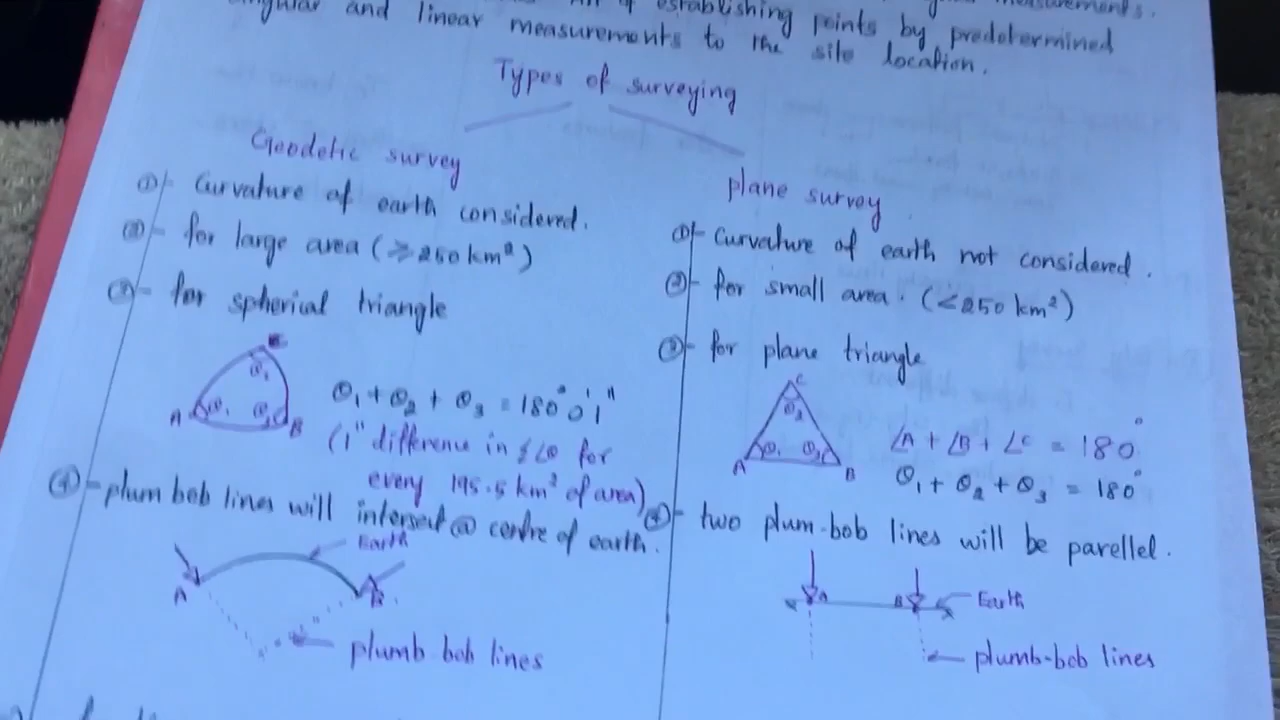 angular and linear measurements to the site location.
establishing points by predetermined
Types of surveying
Geodetic survey
①- Curvature of earth considered.
②- for large area (≥250 km²)
③- for spherical triangle
θ₁ + θ₂ + θ₃ = 180° 0' 1"
(1" difference in
for
every 195.5 km² of area)
A
B
④- plum bob lines will intersect @ centre of earth.
Earth
A
B
plumb bob lines
plane survey
①- Curvature of earth not considered.
②- for small area. (<250 km²)
③- for plane triangle
C
A
B
∠A + ∠B + ∠C = 180°
θ₁ + θ₂ + θ₃ = 180°
④- two plum-bob lines will be parellel.
A
B
Earth
plumb-bob lines